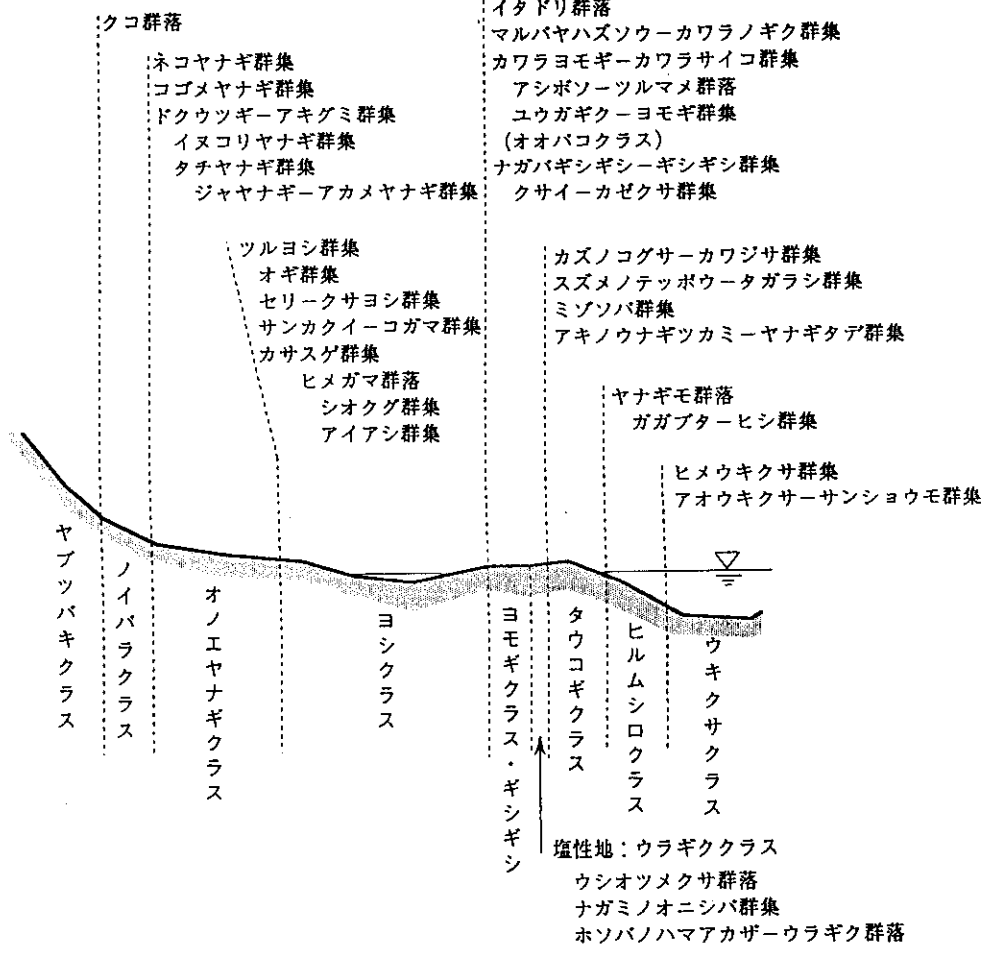 クコ群落
ネコヤナギ群集
コゴメヤナギ群集
ドクウツギーアキグミ群集
イヌコリヤナギ群集
タチヤナギ群集
ジャヤナギーアカメヤナギ群集
イタドリ群落
マルバヤハズソウーカワラノギク群集
カワラヨモギーカワラサイコ群集
アシボソーツルマメ群落
ユウガギクーヨモギ群集
(オオバコクラス)
ナガバギシギシーギシギシ群集
クサイーカゼクサ群集
ツルヨシ群集
オギ群集
セリークサヨシ群集
サンカクイーコガマ群集
カサスゲ群集
ヒメガマ群落
シオクグ群集
アイアシ群集
カズノコグサーカワジサ群集
スズメノテッポウータガラシ群集
ミゾソバ群集
アキノウナギツカミーヤナギタデ群集
ヤナギモ群落
ガガブターヒシ群集
ヒメウキクサ群集
アオウキクサーサンショウモ群集
ヤブツバキクラス
ノイバラクラス
オノエヤナギクラス
ヨシクラス
ヨモギクラス・ギシギシ
タウコギクラス
ヒルムシロクラス
ウキクサクラス
塩性地：ウラギククラス
ウシオツメクサ群落
ナガミノオニシバ群集
ホソバノハマアカザーウラギク群落